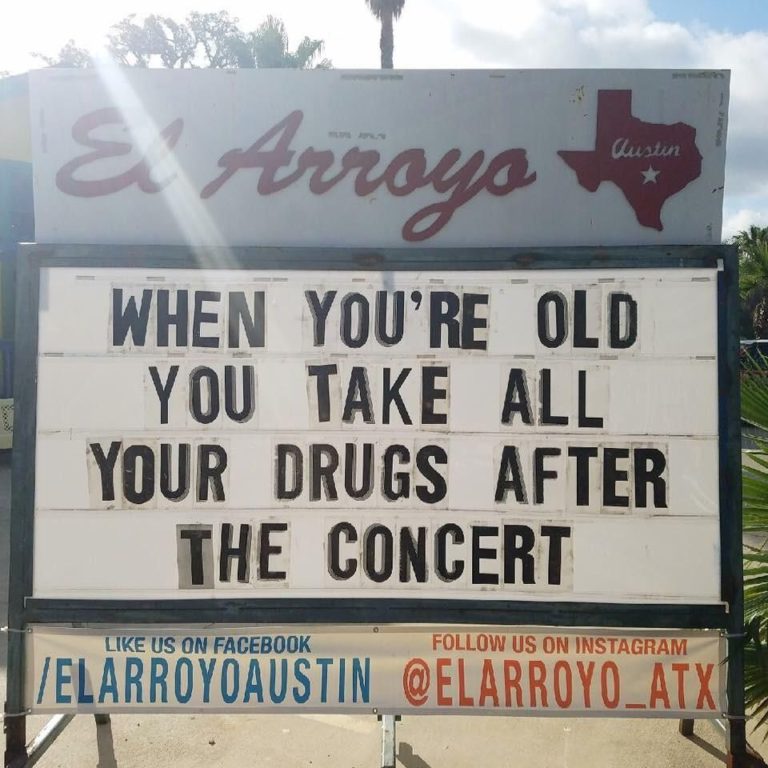 El Arroyo
Austin
WHEN YOU'RE OLD
YOU TAKE ALL
YOUR DRUGS AFTER
THE CONCERT
LIKE US ON FACEBOOK
/ELARROYOAUSTIN
FOLLOW US ON INSTAGRAM
@ELARROYO_ATX